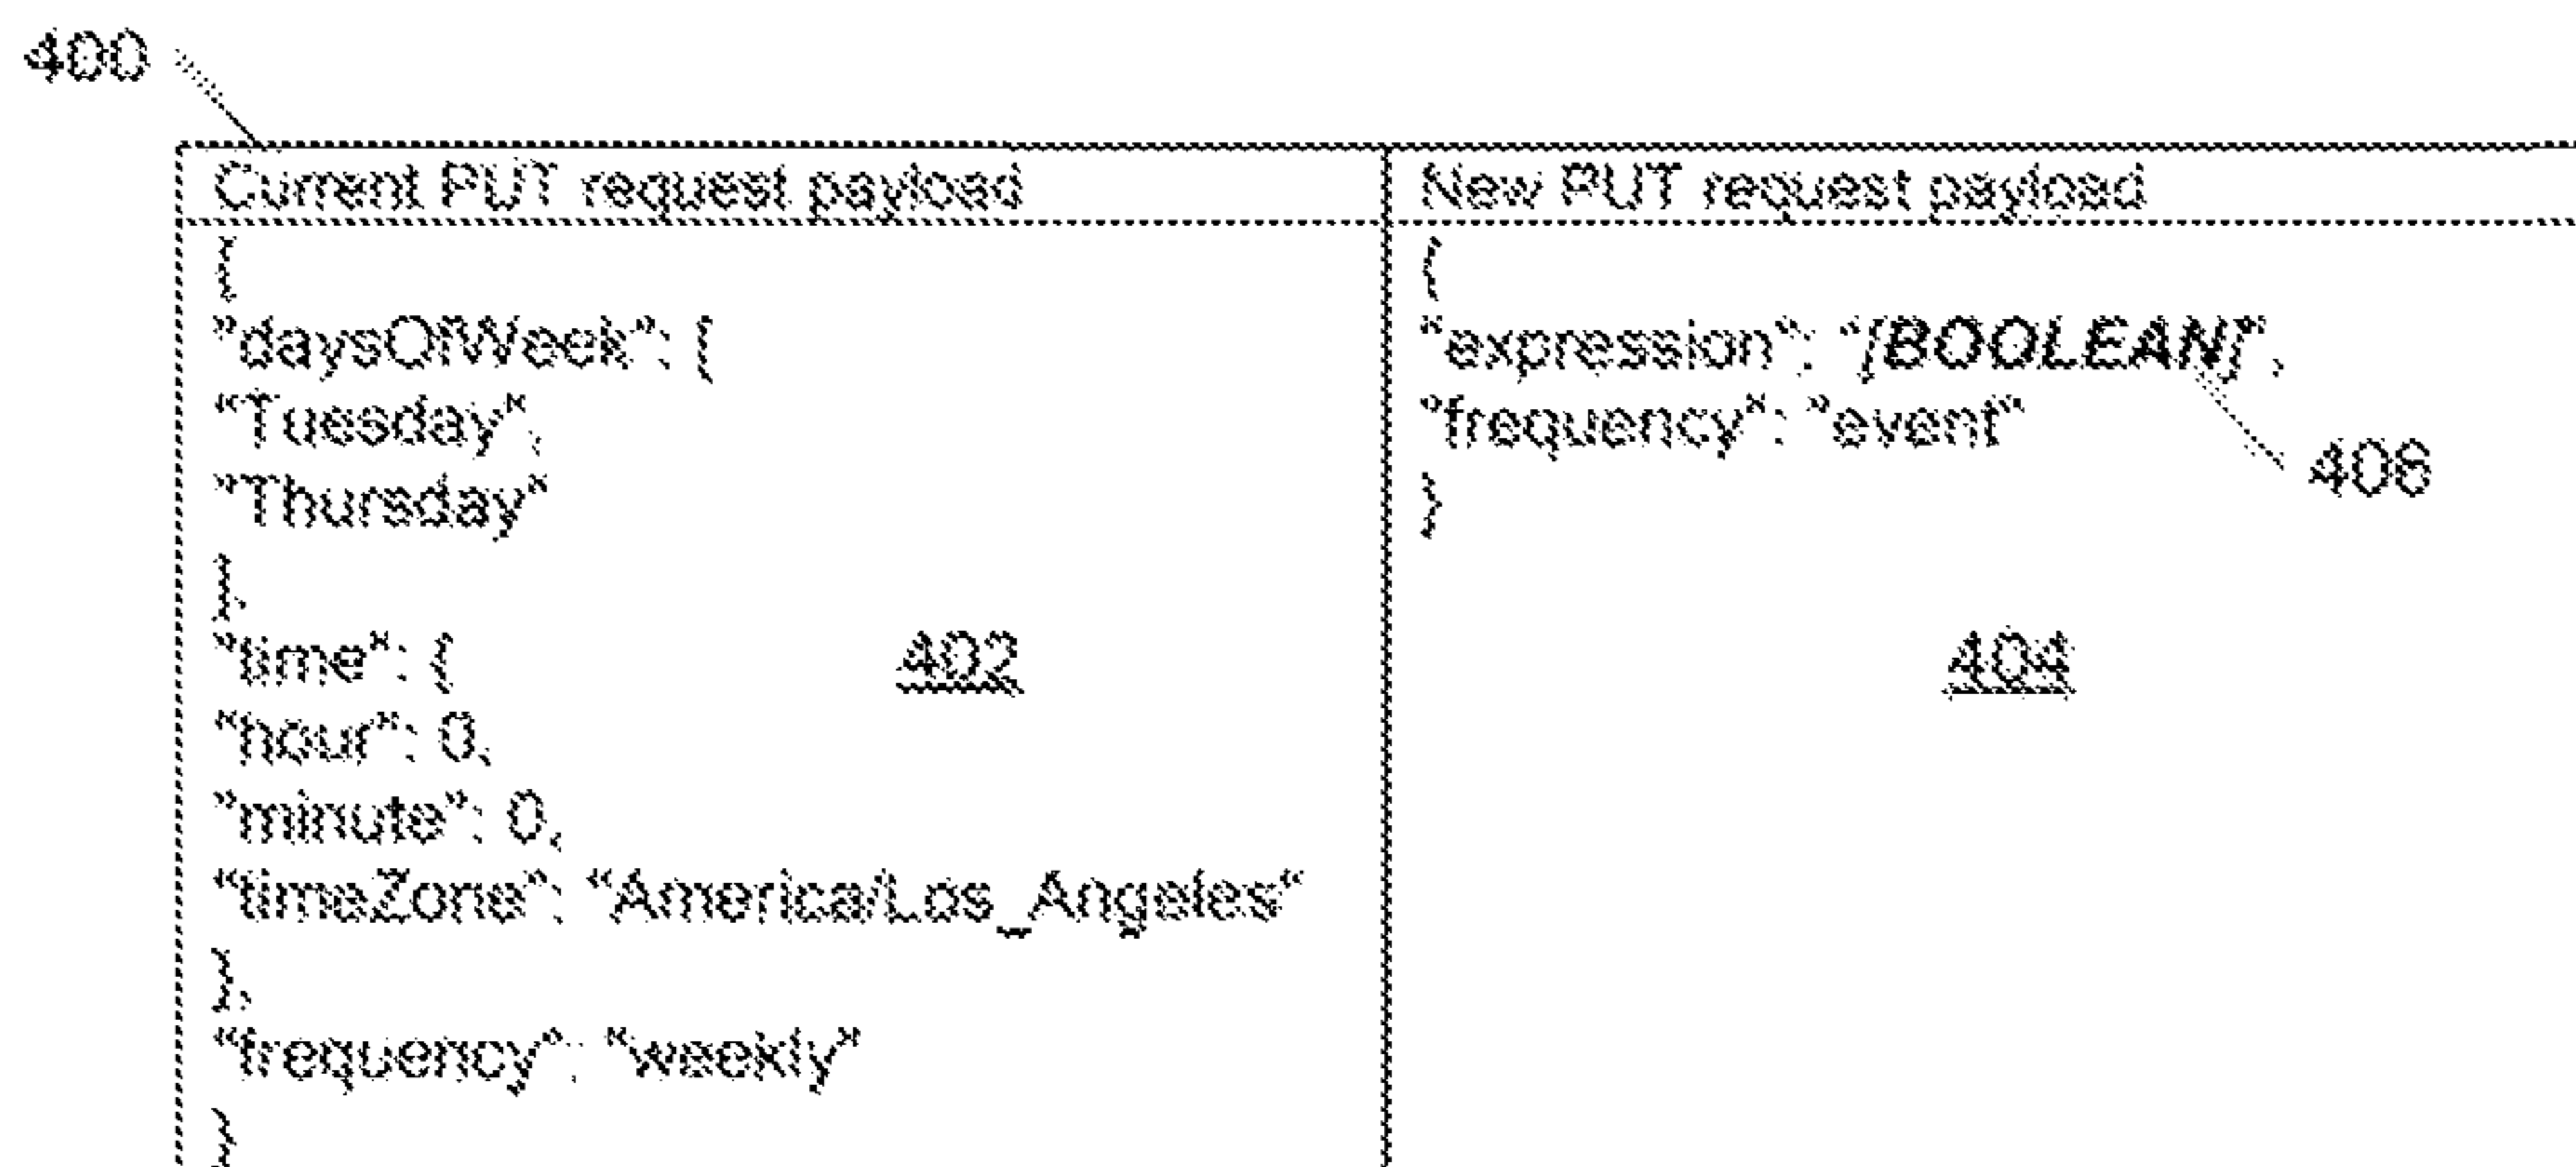 400
Current PUT request payload
{
"daysOfWeek": [
"Tuesday",
"Thursday"
],
"time": {
"hour": 0,
"minute": 0,
"timeZone": "America/Los_Angeles"
},
"frequency": "weekly"
}
402
New PUT request payload
{
"expression": "[BOOLEAN]",
"frequency": "event"
}
406
404